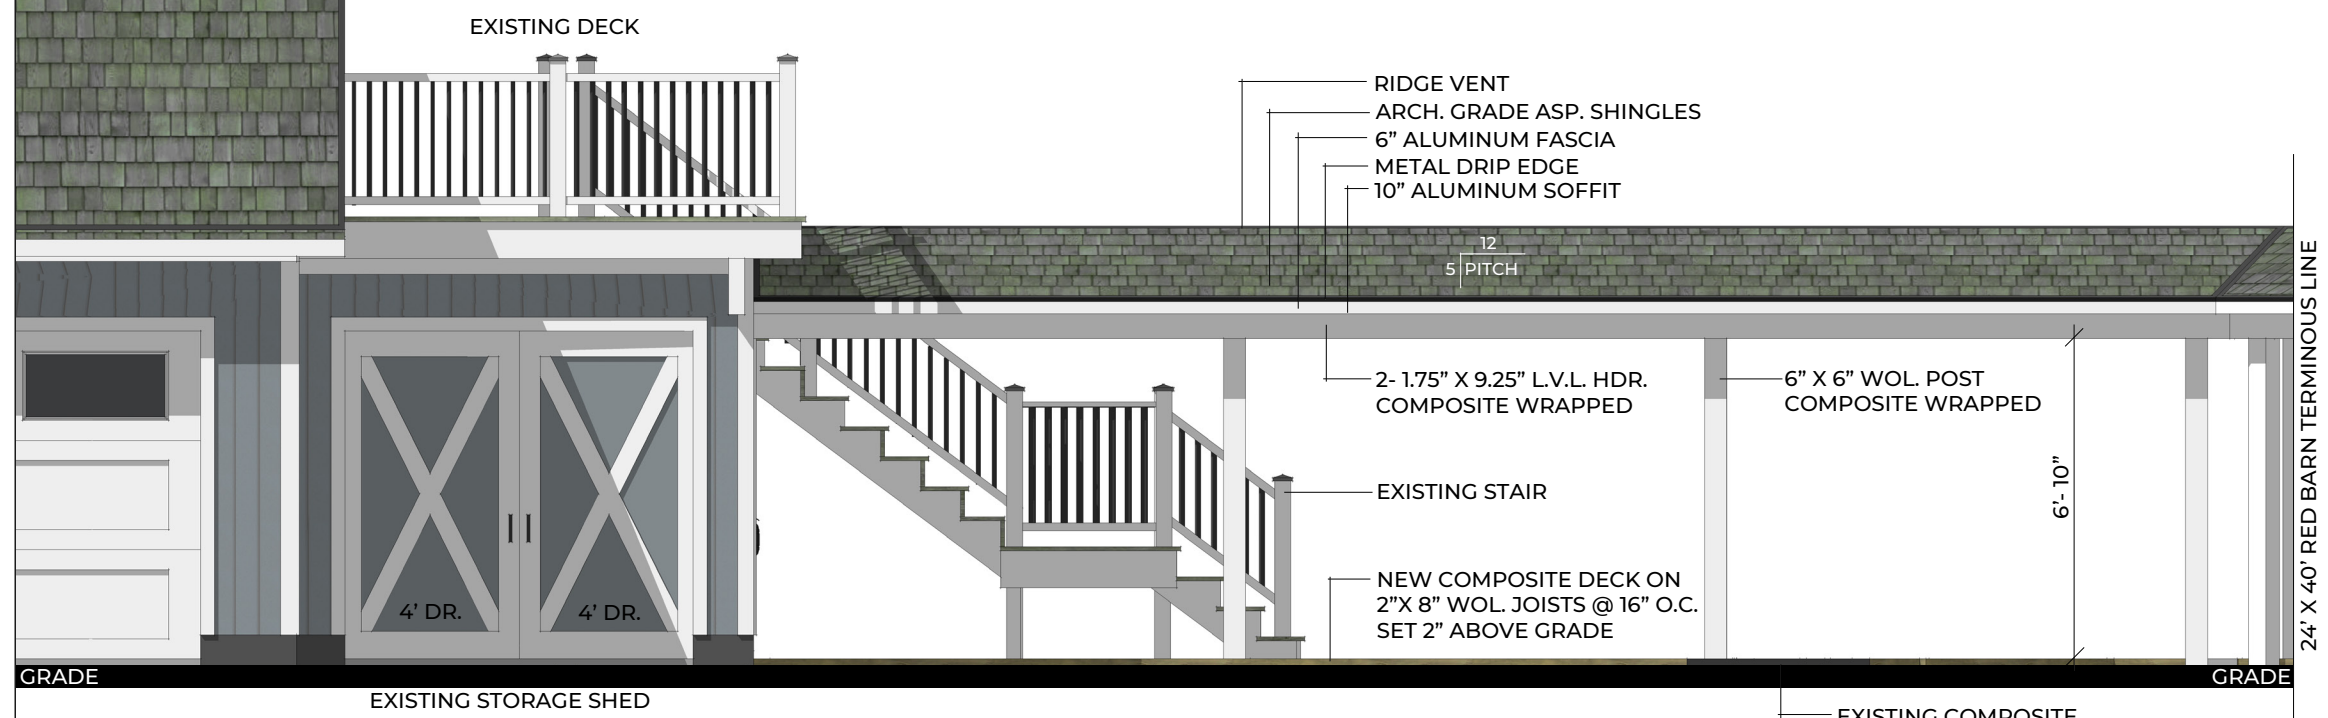 EXISTING DECK
RIDGE VENT
ARCH. GRADE ASP. SHINGLES
6” ALUMINUM FASCIA
METAL DRIP EDGE
10” ALUMINUM SOFFIT
12
5 PITCH
24’ X 40’ RED BARN TERMINOUS LINE
2- 1.75” X 9.25” L.V.L. HDR.
COMPOSITE WRAPPED
6” X 6” WOL. POST
COMPOSITE WRAPPED
6’- 10”
EXISTING STAIR
NEW COMPOSITE DECK ON
2”X 8” WOL. JOISTS @ 16” O.C.
SET 2” ABOVE GRADE
4’ DR.
4’ DR.
GRADE
GRADE
EXISTING STORAGE SHED
EXISTING COMPOSITE